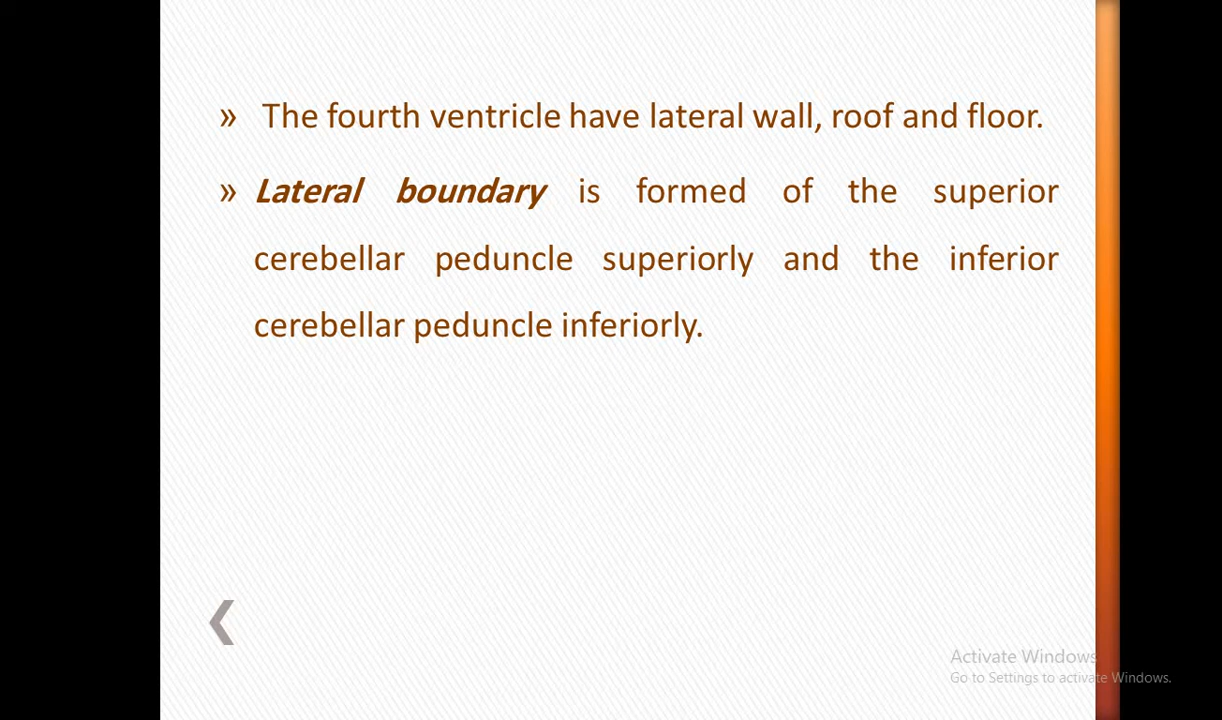 » The fourth ventricle have lateral wall, roof and floor.
» Lateral boundary is formed of the superior
cerebellar peduncle superiorly and the inferior
cerebellar peduncle inferiorly.
Activate Windows
Go to Settings to activate Windows.